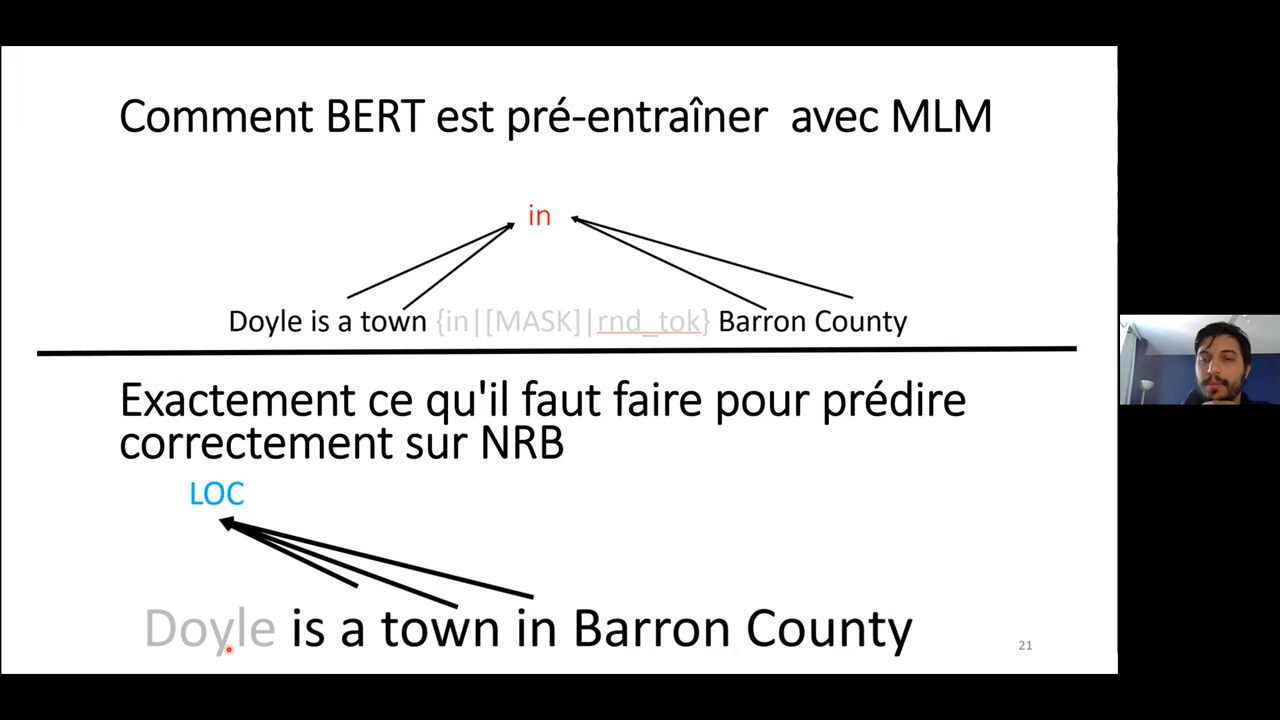 Comment BERT est pré-entraîner avec MLM
in
Doyle is a town {in|[MASK]|rnd_tok} Barron County
Exactement ce qu'il faut faire pour prédire
correctement sur NRB
LOC
Doyle is a town in Barron County
21